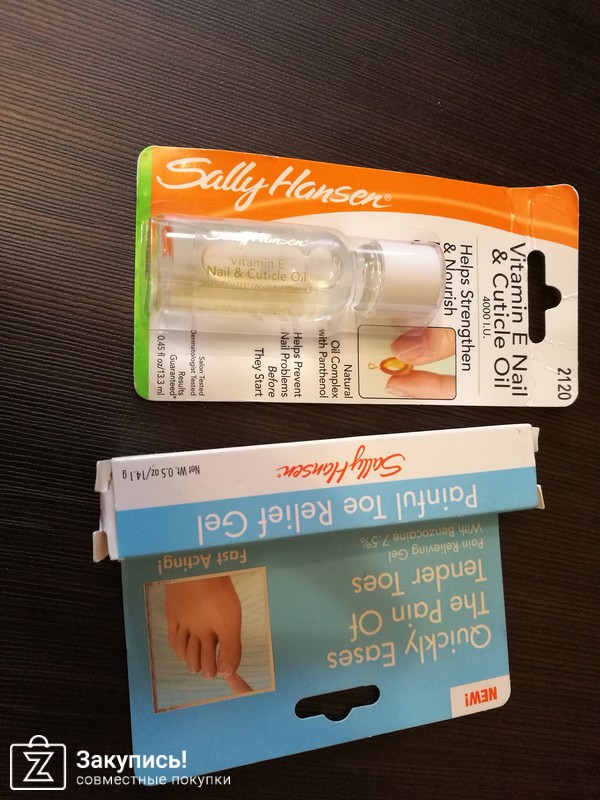 Sally Hansen®
2120
Vitamin E Nail
& Cuticle Oil
4000 I.U.
Helps Strengthen
& Nourish
Natural
Oil Complex
with Panthenol
Helps Prevent
Nail Problems
Before
They Start
Salon Tested
Dermatologist Tested
Results
Guaranteed*
0.45 fl oz/13.3 ml
Sally Hansen
Vitamin E
Nail & Cuticle Oil
Sally Hansen®
Net Wt. 0.5 oz/14.1 g
Painful Toe Relief Gel
Pain Relieving Gel
With Benzocaine 7.5%
Fast Acting!
Quickly Eases
The Pain Of
Tender Toes
NEW!
Закупись!
совместные покупки